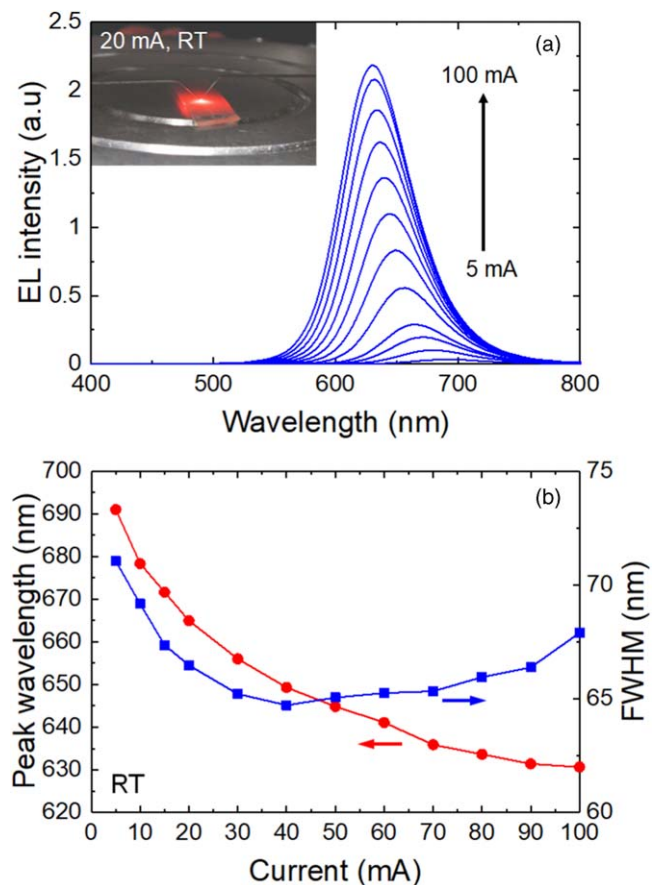 20 mA, RT
(a)
100 mA
5 mA
EL intensity (a.u)
2.5
2
1.5
1
0.5
0
400 500 600 700 800
Wavelength (nm)
(b)
RT
Peak wavelength (nm)
700
690
680
670
660
650
640
630
620
FWHM (nm)
75
70
65
60
0 10 20 30 40 50 60 70 80 90 100
Current (mA)